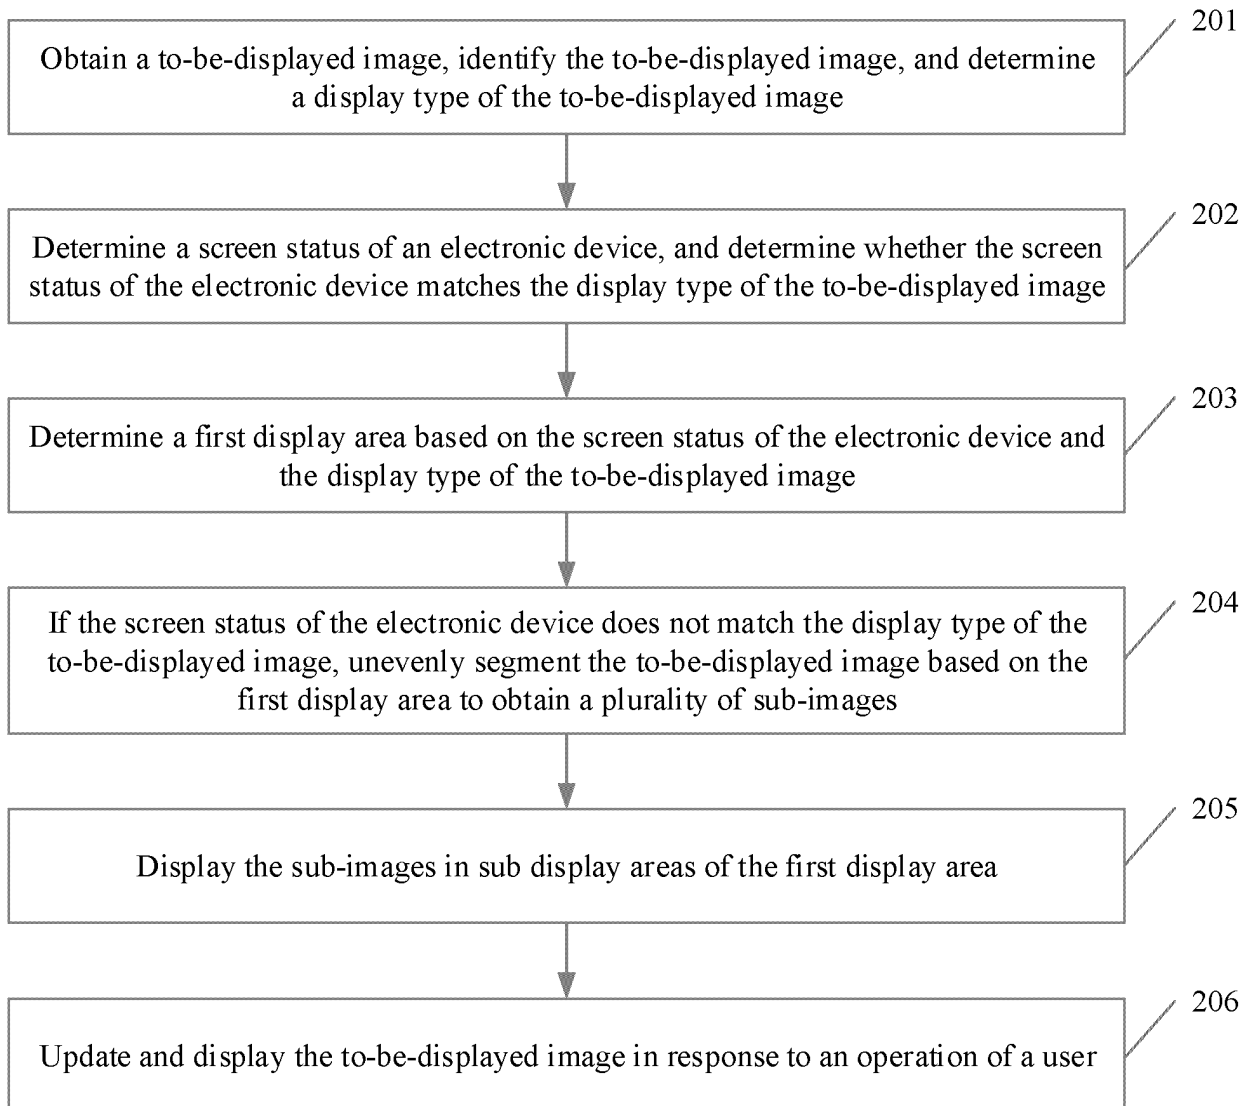 201
Obtain a to-be-displayed image, identify the to-be-displayed image, and determine
a display type of the to-be-displayed image
202
Determine a screen status of an electronic device, and determine whether the screen
status of the electronic device matches the display type of the to-be-displayed image
203
Determine a first display area based on the screen status of the electronic device and
the display type of the to-be-displayed image
204
If the screen status of the electronic device does not match the display type of the
to-be-displayed image, unevenly segment the to-be-displayed image based on the
first display area to obtain a plurality of sub-images
205
Display the sub-images in sub display areas of the first display area
206
Update and display the to-be-displayed image in response to an operation of a user